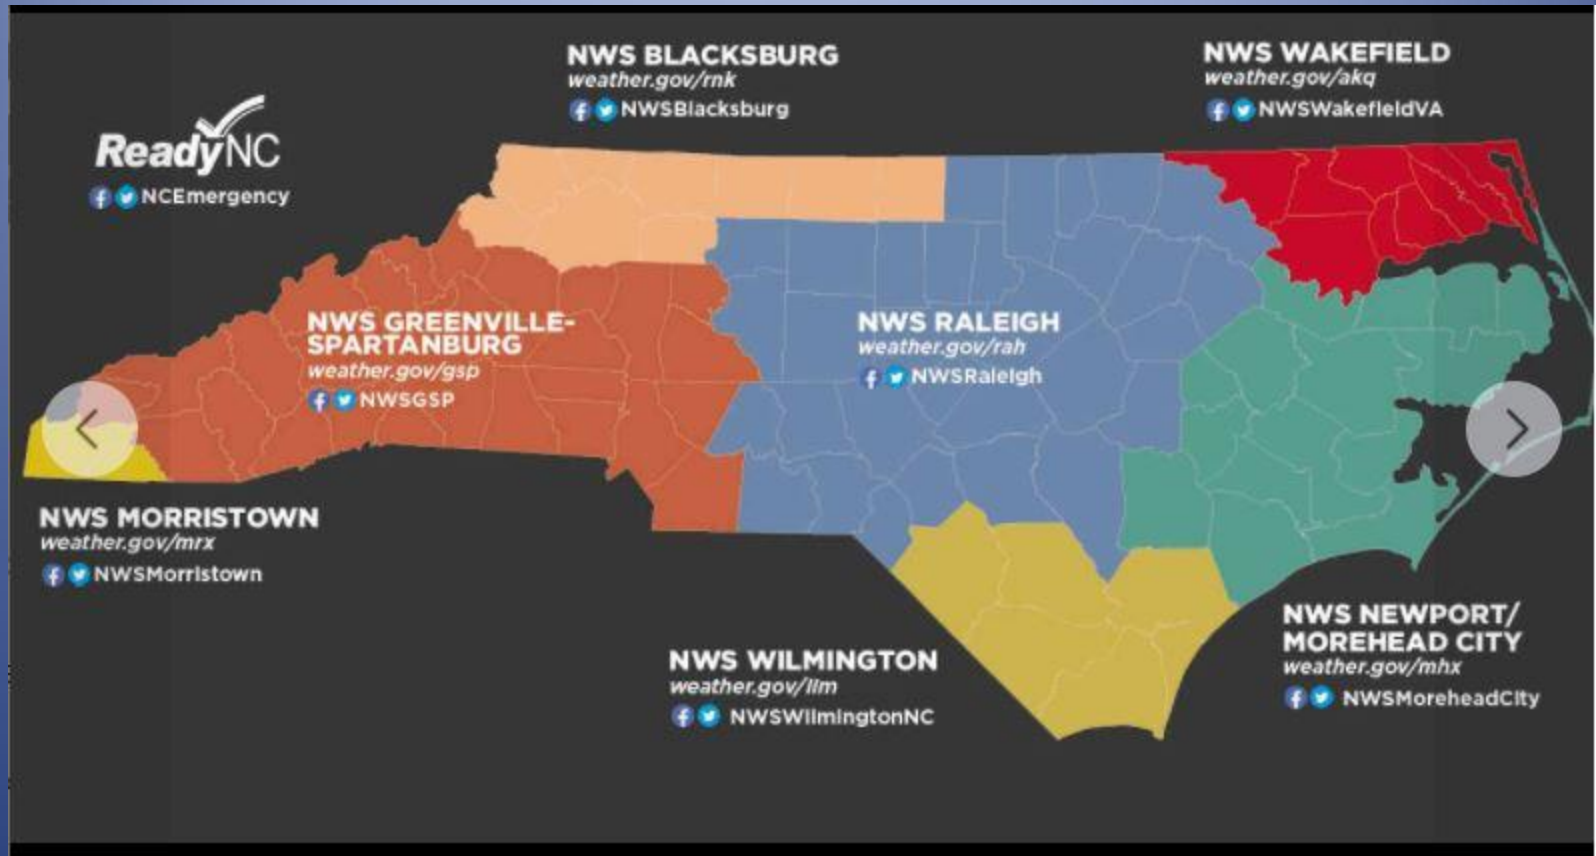 ReadyNC
NCEmergency
NWS BLACKSBURG
weather.gov/rnk
NWSBlacksburg
NWS WAKEFIELD
weather.gov/akq
NWSWakefieldVA
NWS GREENVILLE-
SPARTANBURG
weather.gov/gsp
NWSGSP
NWS RALEIGH
weather.gov/rah
NWSRaleigh
NWS MORRISTOWN
weather.gov/mrx
NWSMorristown
NWS WILMINGTON
weather.gov/ilm
NWSWilmingtonNC
NWS NEWPORT/
MOREHEAD CITY
weather.gov/mhx
NWSMoreheadCity